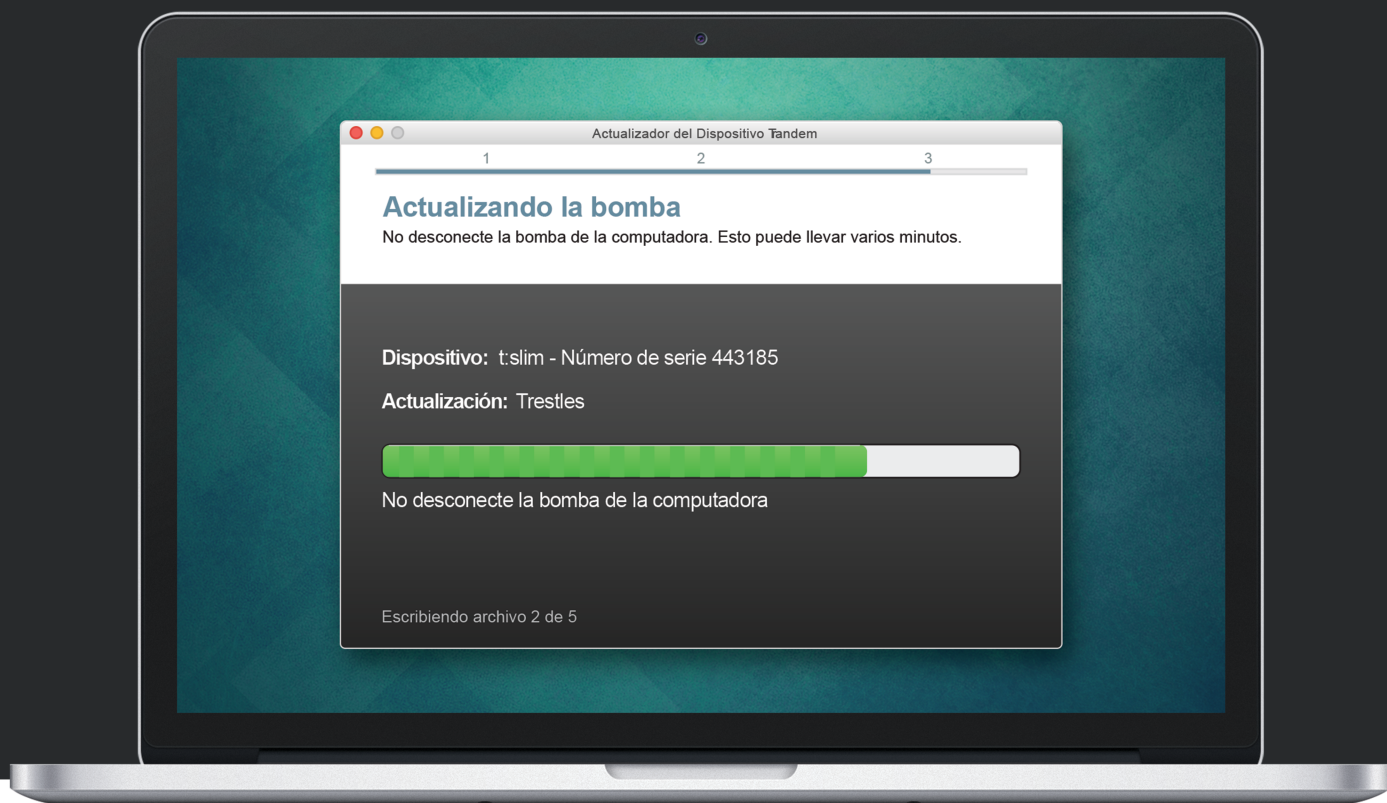 Actualizador del Dispositivo Tandem
1 2 3
Actualizando la bomba
No desconecte la bomba de la computadora. Esto puede llevar varios minutos.
Dispositivo: t:slim - Número de serie 443185
Actualización: Trestles
No desconecte la bomba de la computadora
Escribiendo archivo 2 de 5